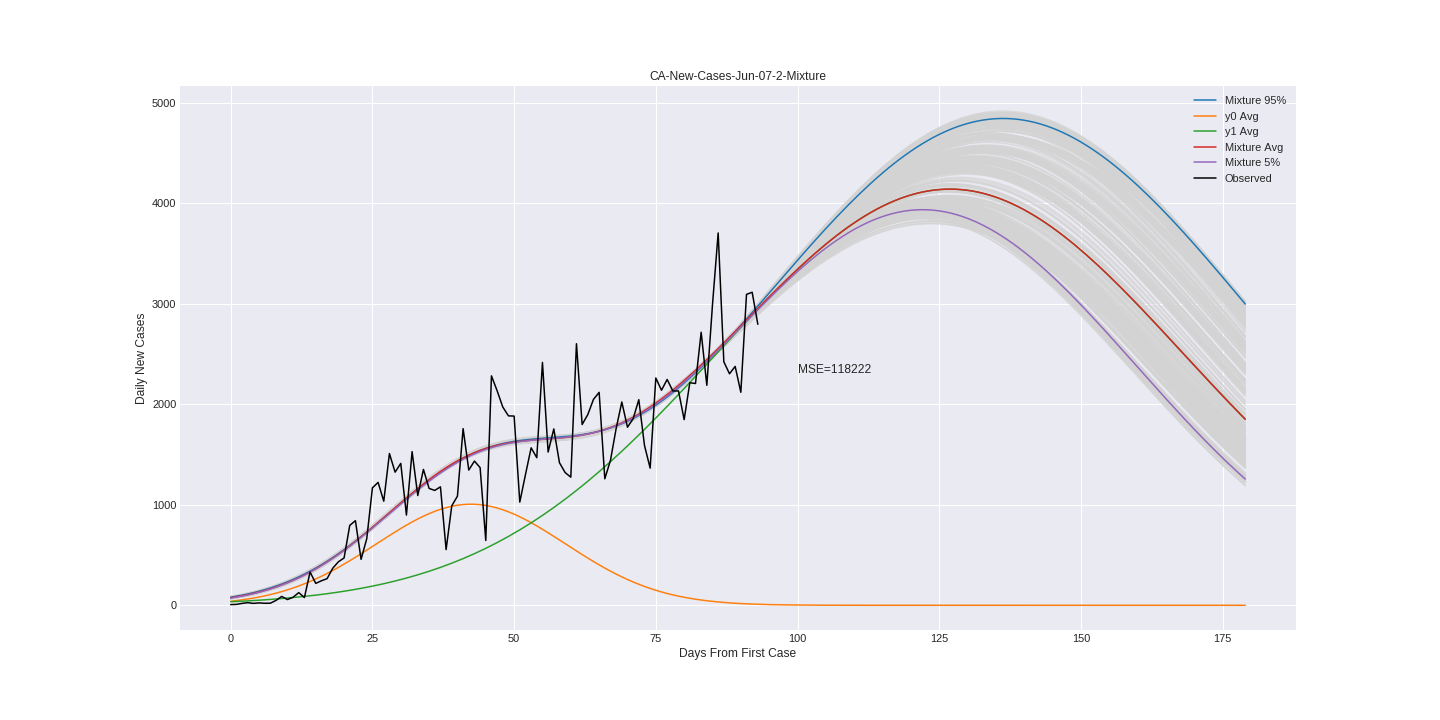 CA-New-Cases-Jun-07-2-Mixture
Daily New Cases
5000
4000
3000
2000
1000
0
Mixture 95%
y0 Avg
y1 Avg
Mixture Avg
Mixture 5%
Observed
MSE=118222
0 25 50 75 100 125 150 175
Days From First Case